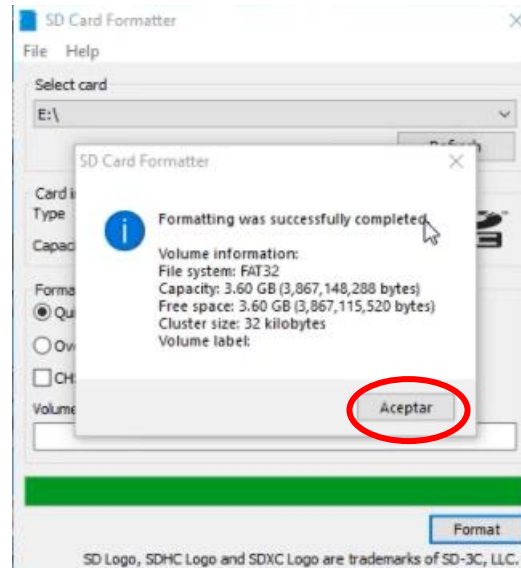 SD Card Formatter
File Help
Select card
E:\
SD Card Formatter
Card
Type
Formatting was successfully completed.
Volume information:
File system: FAT32
Capacity: 3.60 GB (3,867,148,288 bytes)
Free space: 3.60 GB (3,867,115,520 bytes)
Cluster size: 32 kilobytes
Volume label:
Aceptar
Volume
Format
SD Logo, SDHC Logo and SDXC Logo are trademarks of SD-3C, LLC.